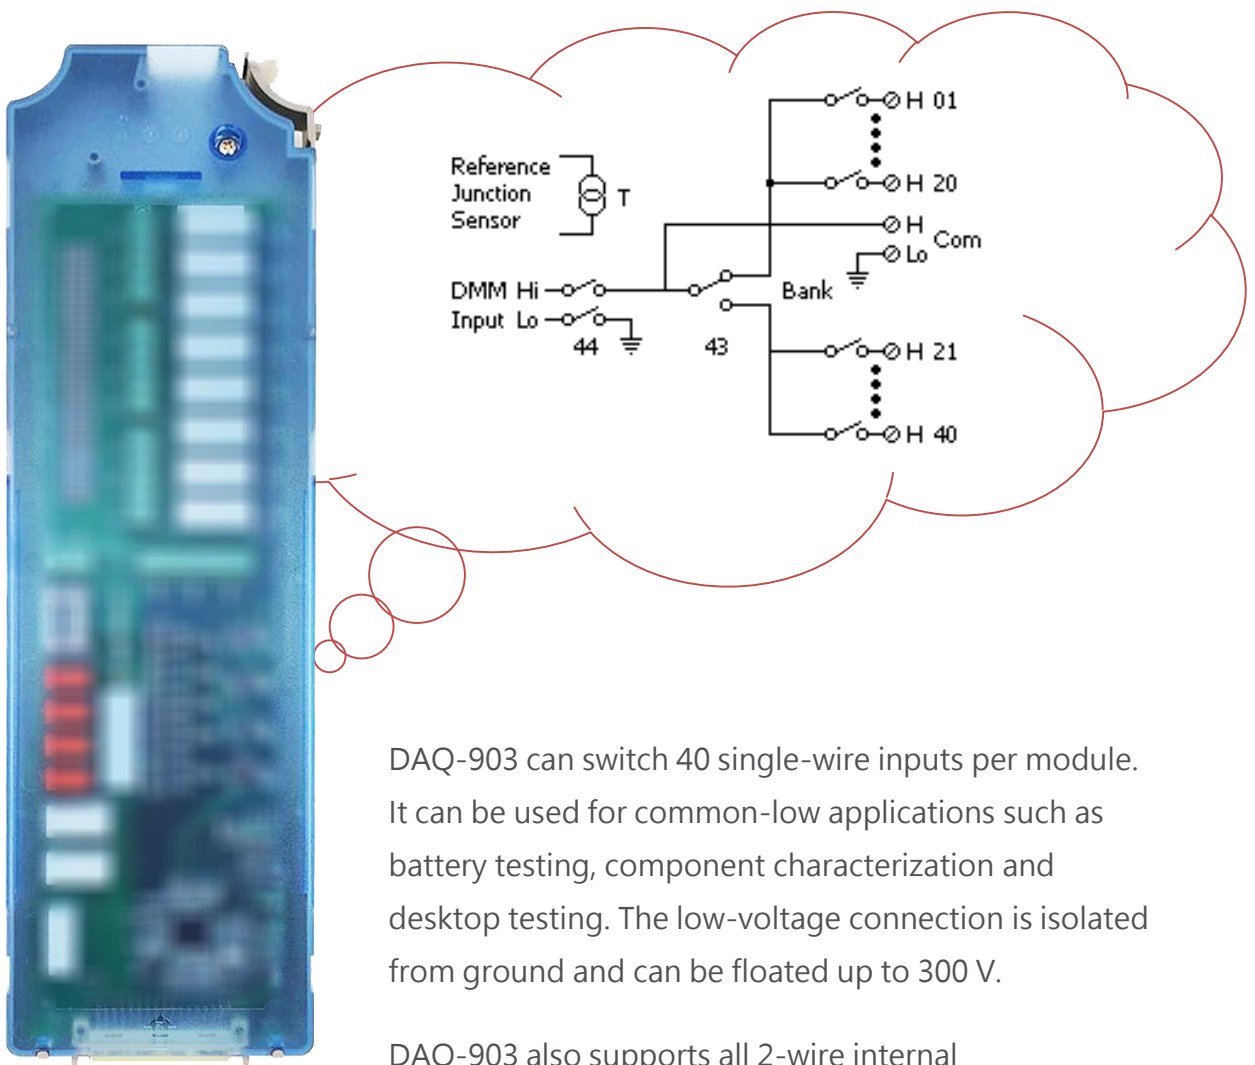 Reference
Junction
Sensor
T
DMM Hi
Input Lo
44
43
Bank
H 01
H 20
H
Lo
Com
H 21
H 40
DAQ-903 can switch 40 single-wire inputs per module.
It can be used for common-low applications such as
battery testing, component characterization and
desktop testing. The low-voltage connection is isolated
from ground and can be floated up to 300 V.
DAQ-903 also supports all 2-wire internal